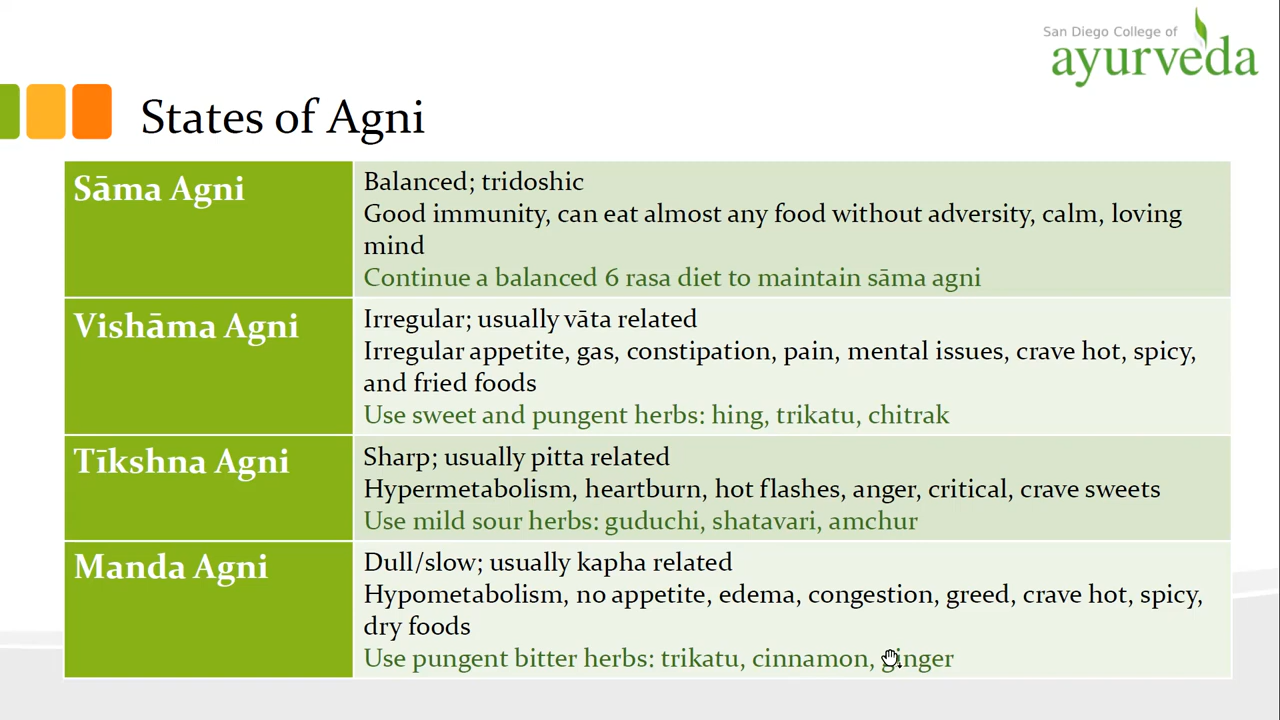 San Diego College of
ayurveda
States of Agni
Sāma Agni
Balanced; tridoshic
Good immunity, can eat almost any food without adversity, calm, loving
mind
Continue a balanced 6 rasa diet to maintain sāma agni
Vishāma Agni
Irregular; usually vāta related
Irregular appetite, gas, constipation, pain, mental issues, crave hot, spicy,
and fried foods
Use sweet and pungent herbs: hing, trikatu, chitrak
Tīkshna Agni
Sharp; usually pitta related
Hypermetabolism, heartburn, hot flashes, anger, critical, crave sweets
Use mild sour herbs: guduchi, shatavari, amchur
Manda Agni
Dull/slow; usually kapha related
Hypometabolism, no appetite, edema, congestion, greed, crave hot, spicy,
dry foods
Use pungent bitter herbs: trikatu, cinnamon, ginger